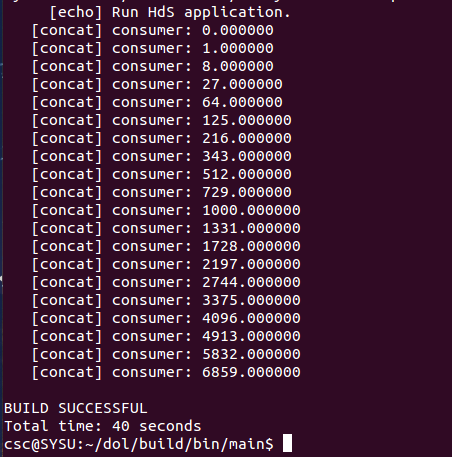 [echo] Run HdS application.
[concat] consumer: 0.000000
[concat] consumer: 1.000000
[concat] consumer: 8.000000
[concat] consumer: 27.000000
[concat] consumer: 64.000000
[concat] consumer: 125.000000
[concat] consumer: 216.000000
[concat] consumer: 343.000000
[concat] consumer: 512.000000
[concat] consumer: 729.000000
[concat] consumer: 1000.000000
[concat] consumer: 1331.000000
[concat] consumer: 1728.000000
[concat] consumer: 2197.000000
[concat] consumer: 2744.000000
[concat] consumer: 3375.000000
[concat] consumer: 4096.000000
[concat] consumer: 4913.000000
[concat] consumer: 5832.000000
[concat] consumer: 6859.000000
BUILD SUCCESSFUL
Total time: 40 seconds
csc@SYSU:~/dol/build/bin/main$